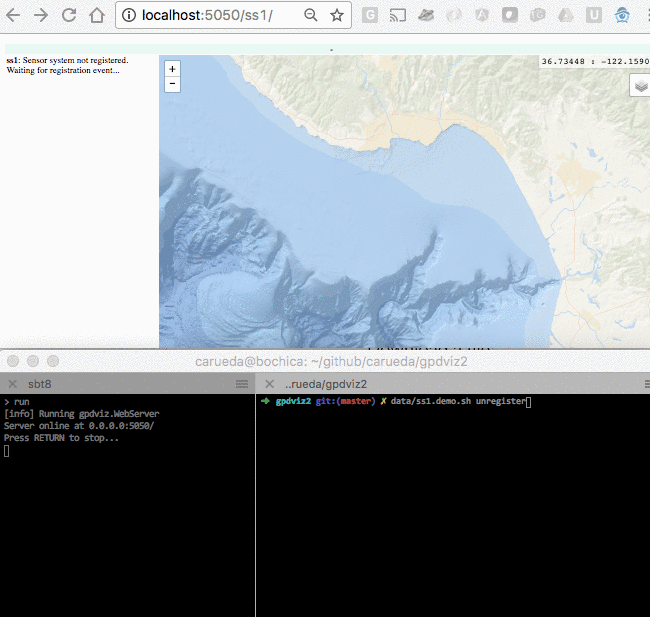 localhost:5050/ss1/
ss1: Sensor system not registered.
Waiting for registration event...
+
−
36.73448 : -122.1590
carueda@bochica: ~/github/carueda/gpdviz2
sbt8
..rueda/gpdviz2
> run
[info] Running gpdviz.WebServer
Server online at 0.0.0.0:5050/
Press RETURN to stop...
➜ gpdviz2 git:(master) ✗ data/ss1.demo.sh unregister